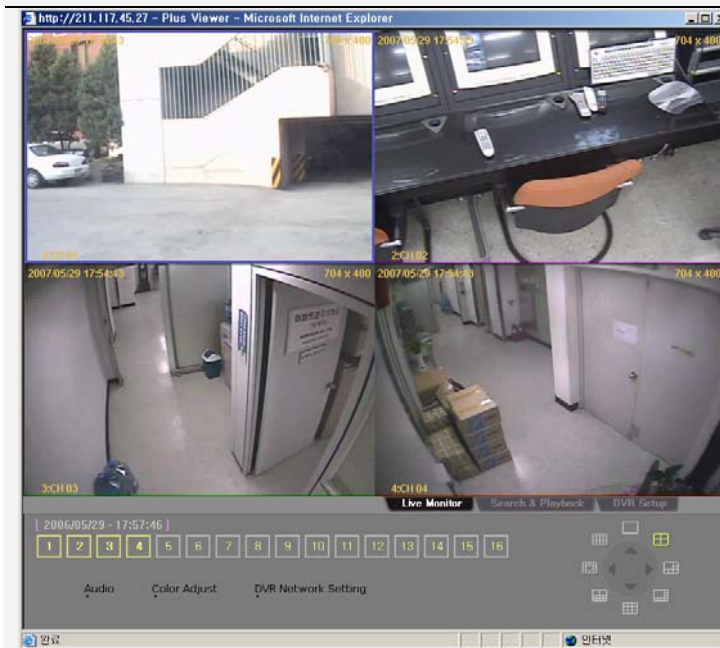 http://211.117.45.27 - Plus Viewer - Microsoft Internet Explorer
704 x 400
2007/05/29 17:54:43
704 x 400
2:CH 02
2007/05/29 17:54:43
704 x 400
2007/05/29 17:54:43
704 x 400
3:CH 03
4:CH 04
Live Monitor
Search & Playback
DVR Setup
[ 2006/05/29 - 17:57:46 ]
1 2 3 4 5 6 7 8 9 10 11 12 13 14 15 16
Audio
Color Adjust
DVR Network Setting
완료
인터넷